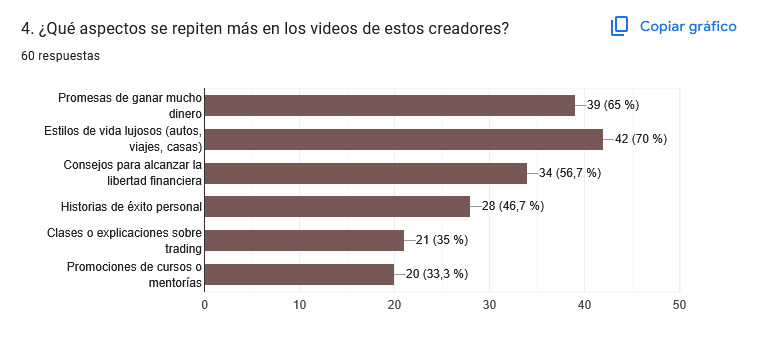 4. ¿Qué aspectos se repiten más en los videos de estos creadores?
Copiar gráfico
60 respuestas
Promesas de ganar mucho
dinero
39 (65 %)
Estilos de vida lujosos (autos,
viajes, casas)
42 (70 %)
Consejos para alcanzar la
libertad financiera
34 (56,7 %)
Historias de éxito personal
28 (46,7 %)
Clases o explicaciones sobre
trading
21 (35 %)
Promociones de cursos o
mentorías
20 (33,3 %)
0 10 20 30 40 50